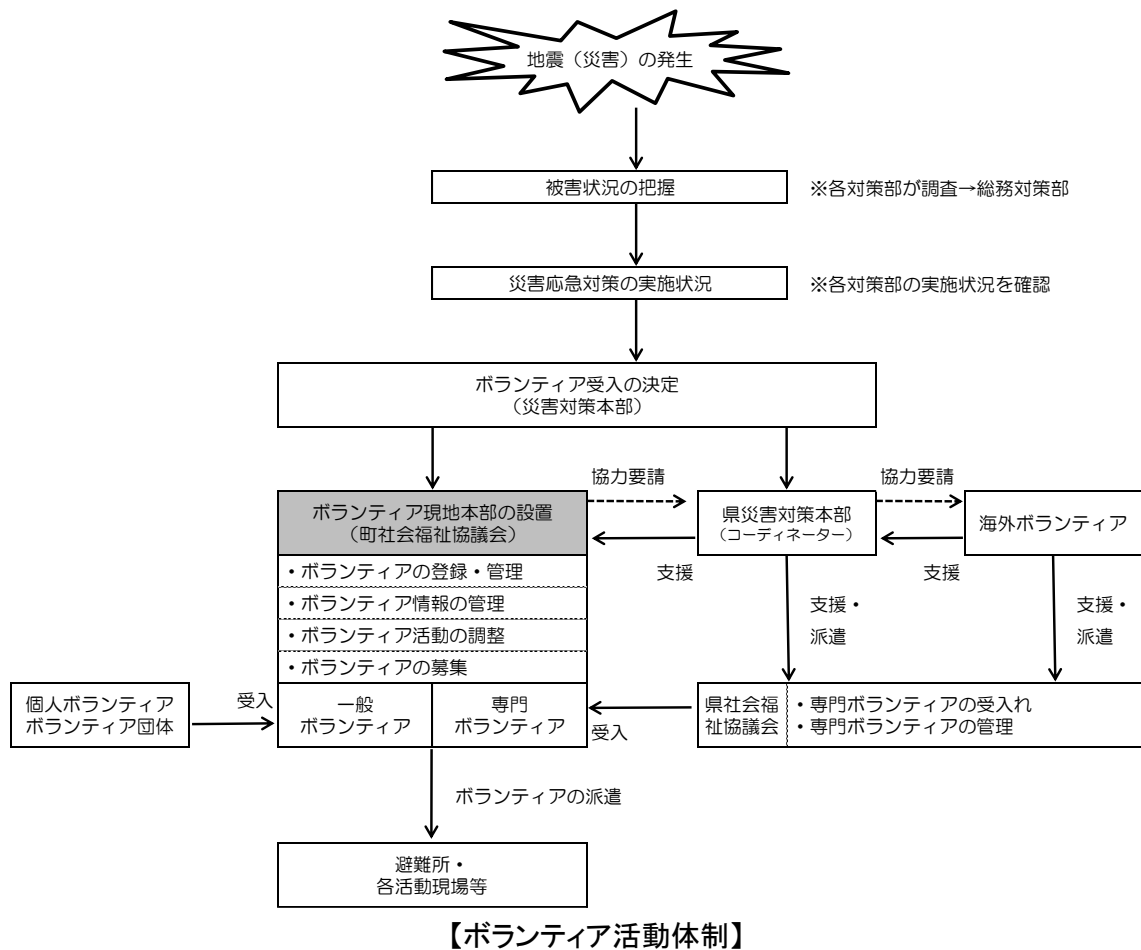 地震（災害）の発生
被害状況の把握
※各対策部が調査→総務対策部
災害応急対策の実施状況
※各対策部の実施状況を確認
ボランティア受入の決定
（災害対策本部）
協力要請
協力要請
ボランティア現地本部の設置
（町社会福祉協議会）
県災害対策本部
（コーディネーター）
海外ボランティア
支援
支援
・ボランティアの登録・管理
・ボランティア情報の管理
・ボランティア活動の調整
・ボランティアの募集
支援・
派遣
支援・
派遣
個人ボランティア
ボランティア団体
受入
一般
ボランティア
専門
ボランティア
受入
県社会福
祉協議会
・専門ボランティアの受入れ
・専門ボランティアの管理
ボランティアの派遣
避難所・
各活動現場等
【ボランティア活動体制】